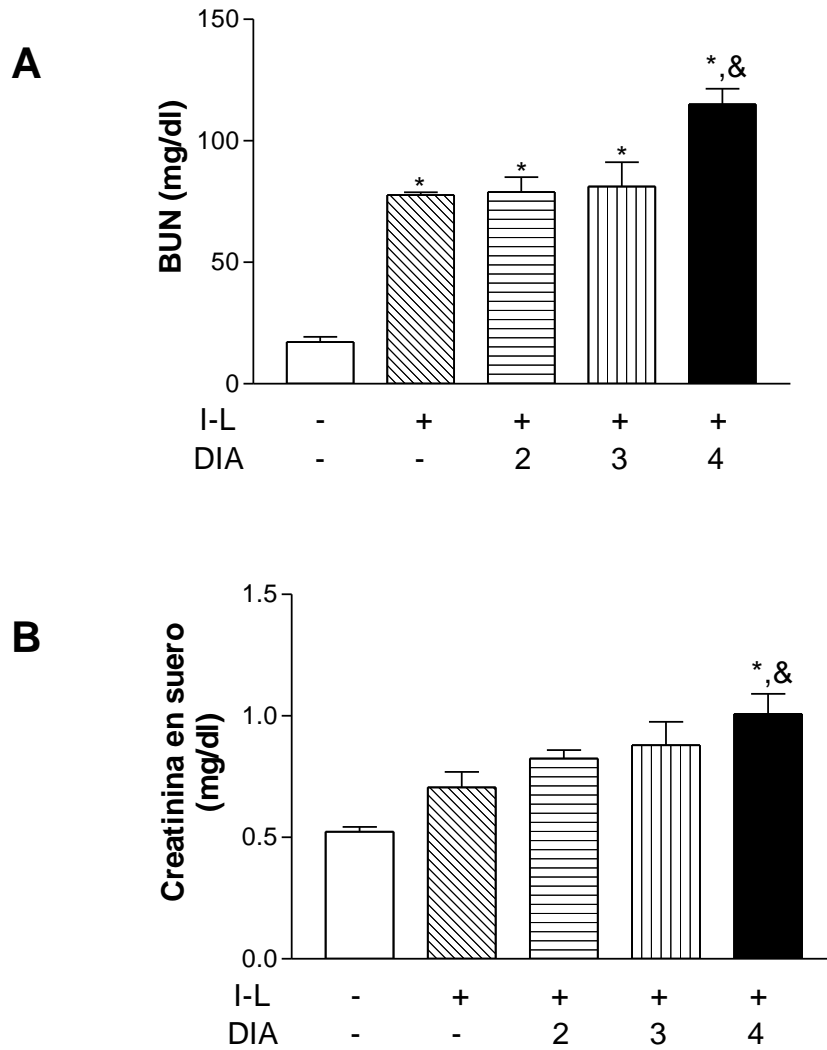 A
BUN (mg/dl)
150
100
50
0
* * * *,&
I-L - + + + +
DIA - - 2 3 4
B
Creatinina en suero
(mg/dl)
1.5
1.0
0.5
0.0
*,&
I-L - + + + +
DIA - - 2 3 4